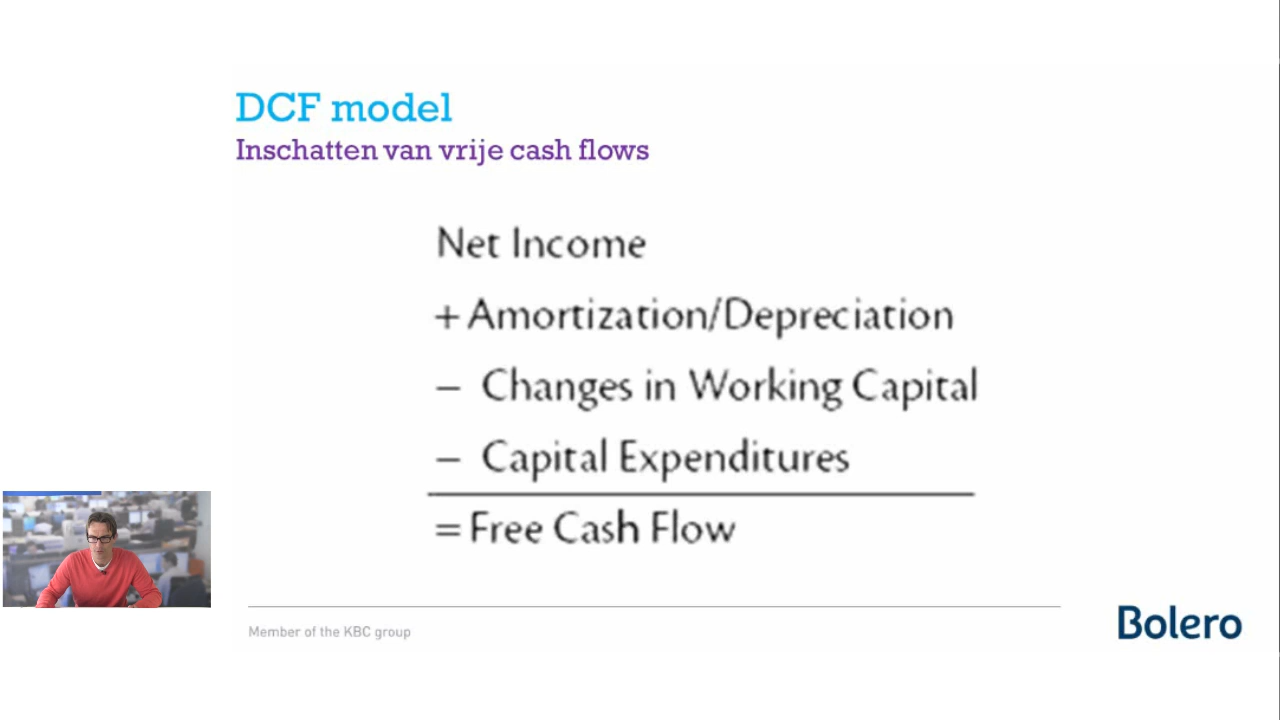 DCF model
Inschatten van vrije cash flows
Net Income
+ Amortization/Depreciation
– Changes in Working Capital
– Capital Expenditures
= Free Cash Flow
Member of the KBC group
Bolero